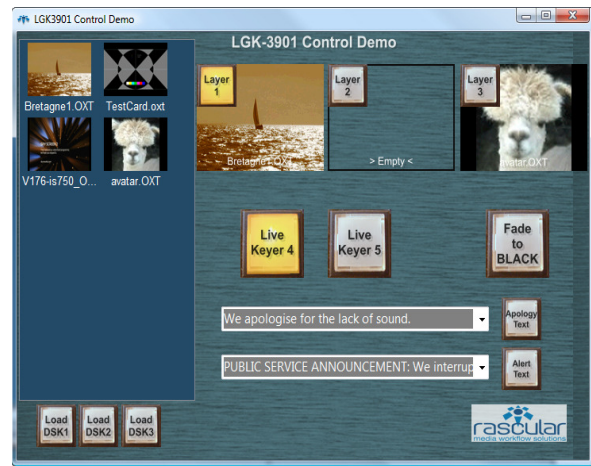 LGK3901 Control Demo
LGK-3901 Control Demo
Bretagne1.OXT
TestCard.oxt
V176-is750_O...
avatar.OXT
Layer
1
Bretagne1.OXT
Layer
2
> Empty <
Layer
3
avatar.OXT
Live
Keyer 4
Live
Keyer 5
Fade
to
BLACK
We apologise for the lack of sound.
Apology
Text
PUBLIC SERVICE ANNOUNCEMENT: We interrup
Alert
Text
Load
DSK1
Load
DSK2
Load
DSK3
rascular
media workflow solutions